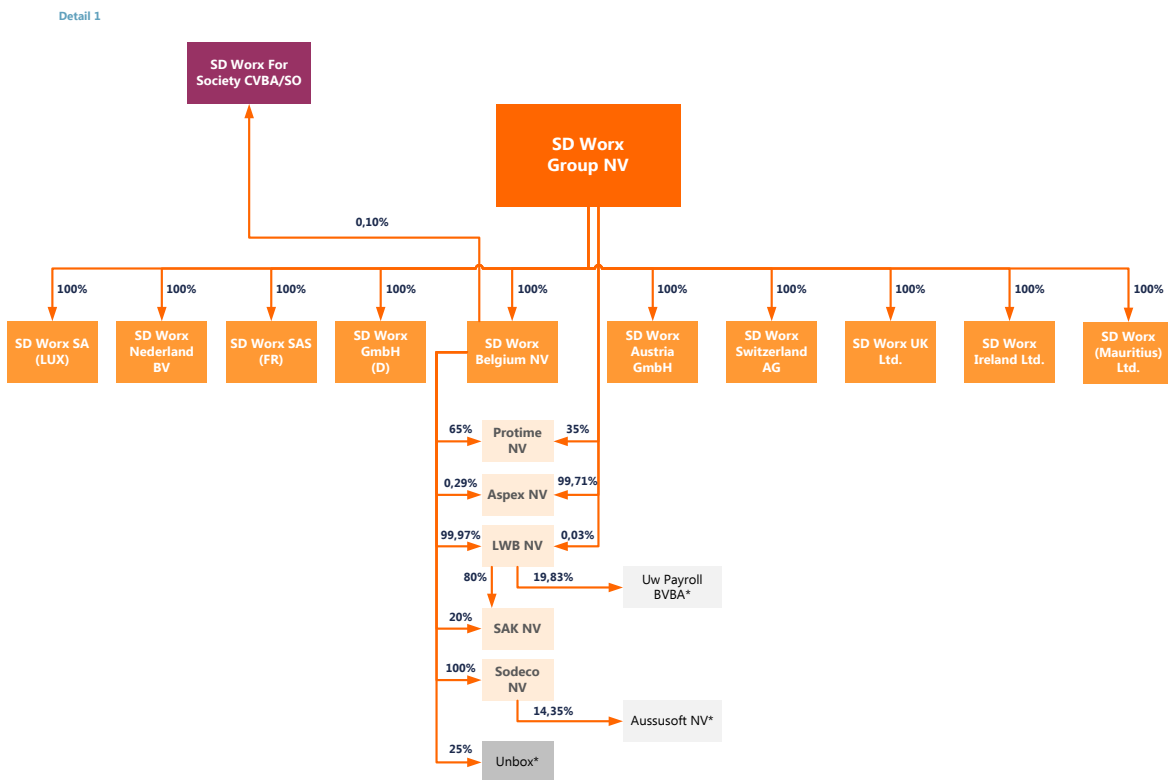 Detail 1
SD Worx For
Society CVBA/SO
SD Worx
Group NV
0,10%
100%
100%
100%
100%
100%
100%
100%
100%
100%
100%
SD Worx SA
(LUX)
SD Worx
Nederland
BV
SD Worx SAS
(FR)
SD Worx
GmbH
(D)
SD Worx
Belgium NV
SD Worx
Austria
GmbH
SD Worx
Switzerland
AG
SD Worx UK
Ltd.
SD Worx
Ireland Ltd.
SD Worx
(Mauritius)
Ltd.
65%
Protime
NV
35%
0,29%
Aspex NV
99,71%
99,97%
LWB NV
0,03%
80%
19,83%
Uw Payroll
BVBA*
20%
SAK NV
100%
Sodeco
NV
14,35%
Aussusoft NV*
25%
Unbox*